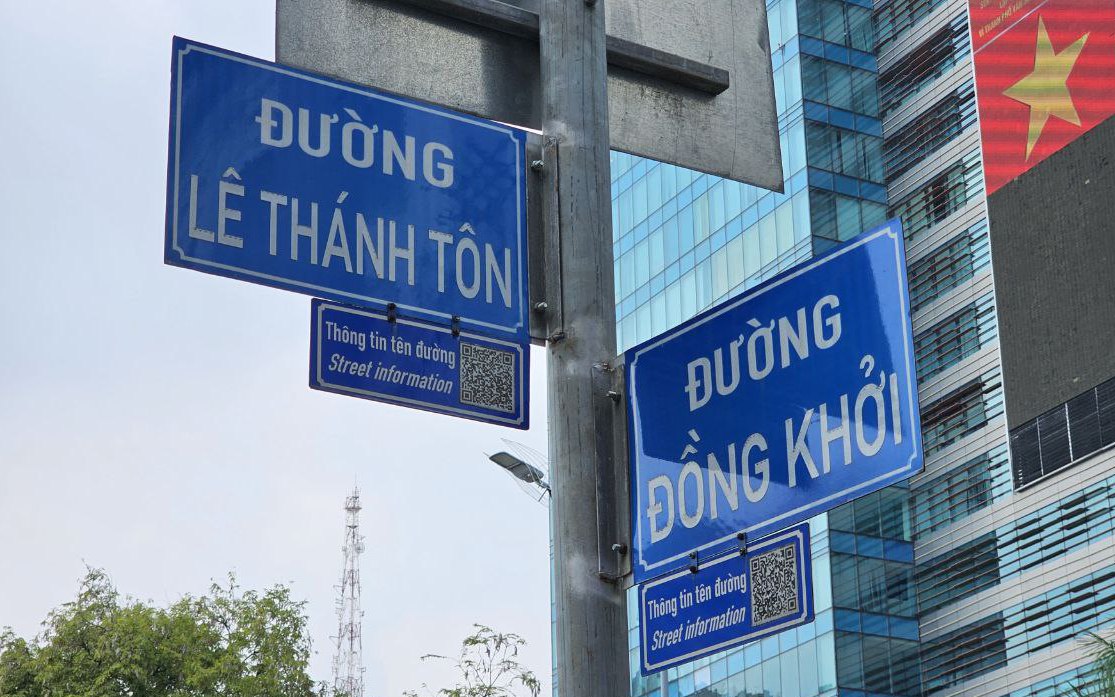 ĐƯỜNG
LÊ THÁNH TÔN
Thông tin tên đường
Street information
ĐƯỜNG
ĐỒNG KHỞI
Thông tin tên đường
Street information